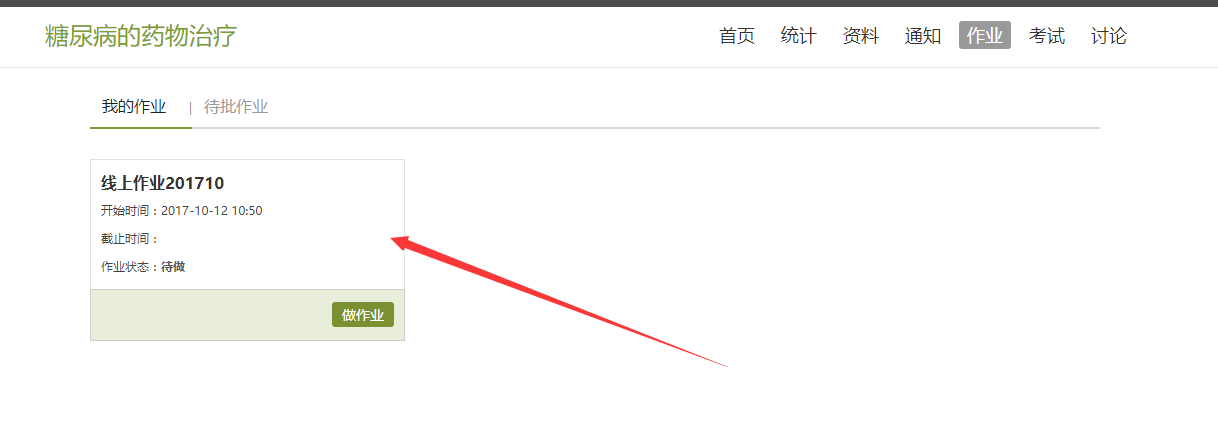 糖尿病的药物治疗
首页 统计 资料 通知 作业 考试 讨论
我的作业 | 待批作业
线上作业201710
开始时间：2017-10-12 10:50
截止时间：
作业状态：待做
做作业